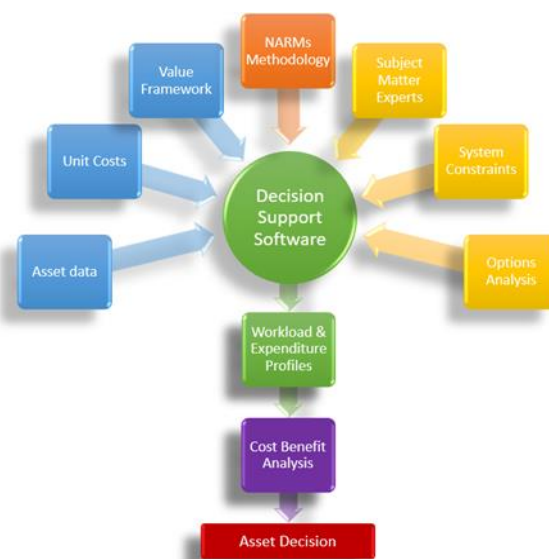 NARMs
Methodology
Value
Framework
Subject
Matter
Experts
Unit Costs
System
Constraints
Decision
Support
Software
Asset data
Options
Analysis
Workload &
Expenditure
Profiles
Cost Benefit
Analysis
Asset Decision